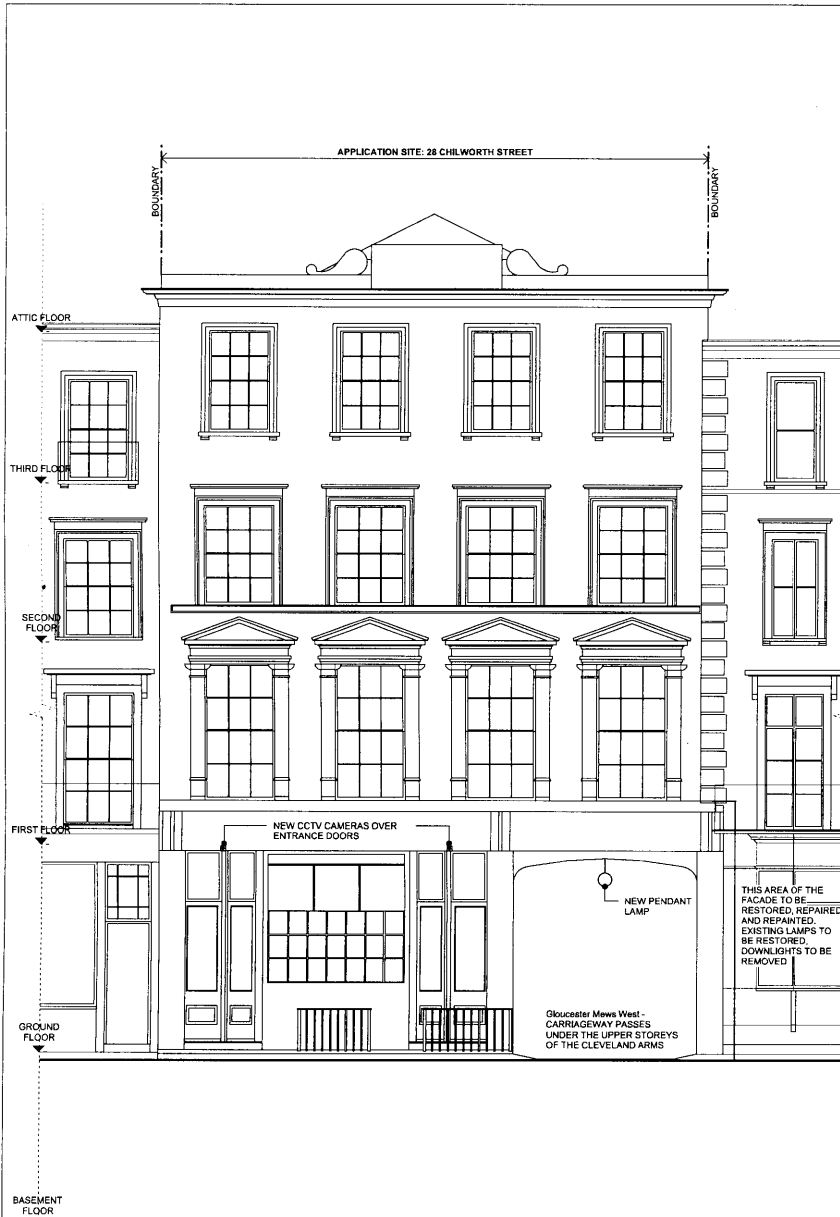 APPLICATION SITE: 28 CHILWORTH STREET
BOUNDARY
BOUNDARY
ATTIC FLOOR
THIRD FLOOR
SECOND
FLOOR
FIRST FLOOR
NEW CCTV CAMERAS OVER
ENTRANCE DOORS
NEW PENDANT
LAMP
THIS AREA OF THE
FACADE TO BE
RESTORED, REPAIRED
AND REPAINTED.
EXISTING LAMPS TO
BE RESTORED,
DOWNLIGHTS TO BE
REMOVED
Gloucester Mews West -
CARRIAGEWAY PASSES
UNDER THE UPPER STOREYS
OF THE CLEVELAND ARMS
GROUND
FLOOR
BASEMENT
FLOOR